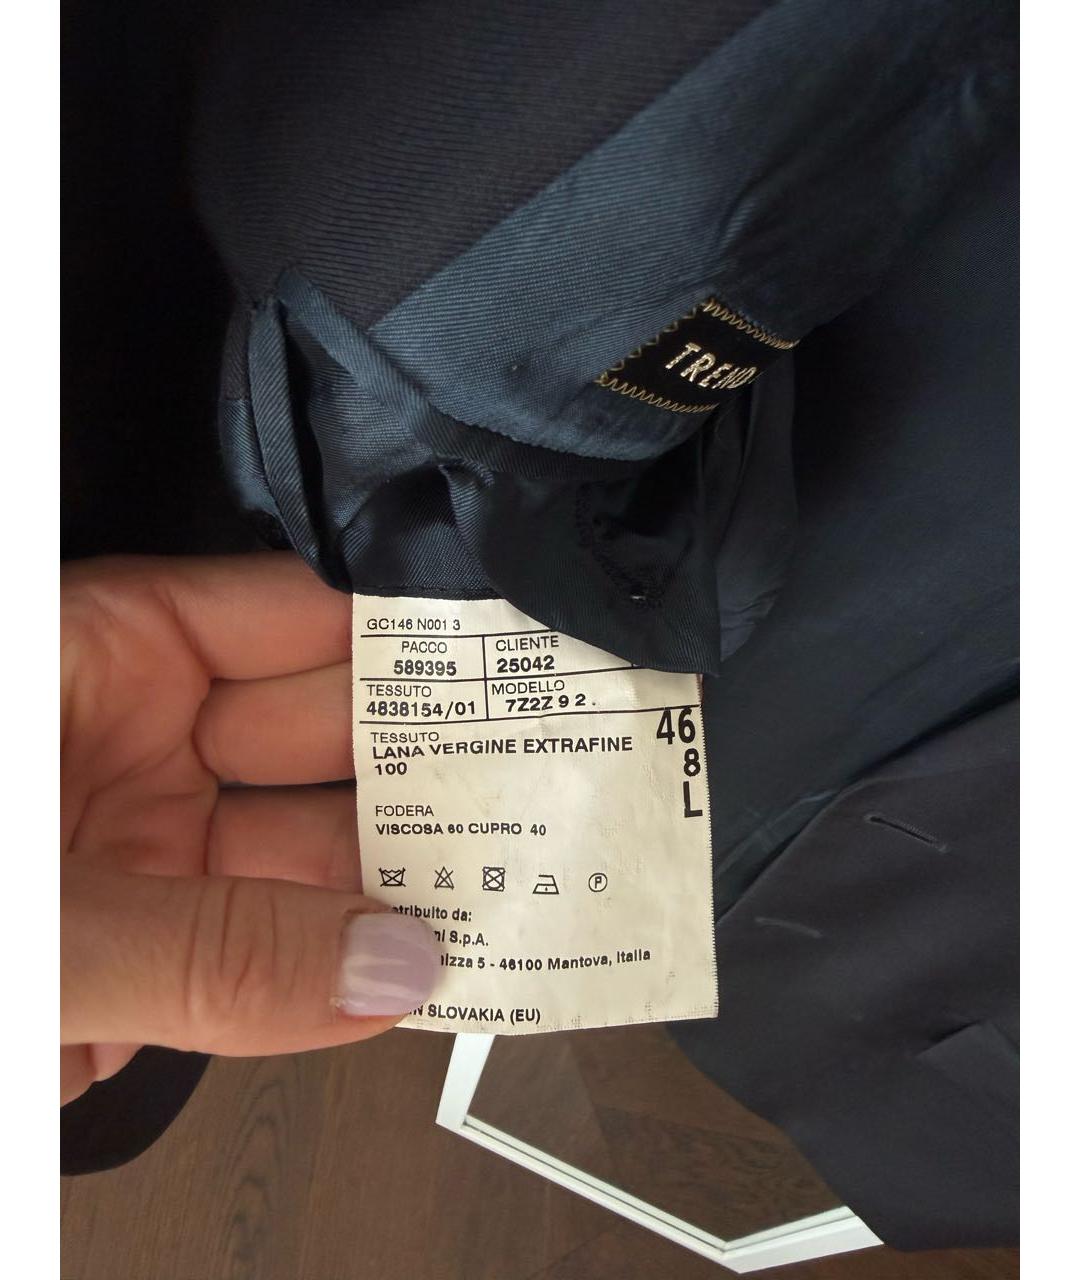 TREND
GC146 N001 3
PACCO
589395
CLIENTE
25042
TESSUTO
4838154/01
MODELLO
7Z2Z 9 2 .
TESSUTO
LANA VERGINE EXTRAFINE
100
46
8
L
FODERA
VISCOSA 60 CUPRO 40
P
da:
S.p.A.
5 - 46100 Mantova, Italia
SLOVAKIA (EU)